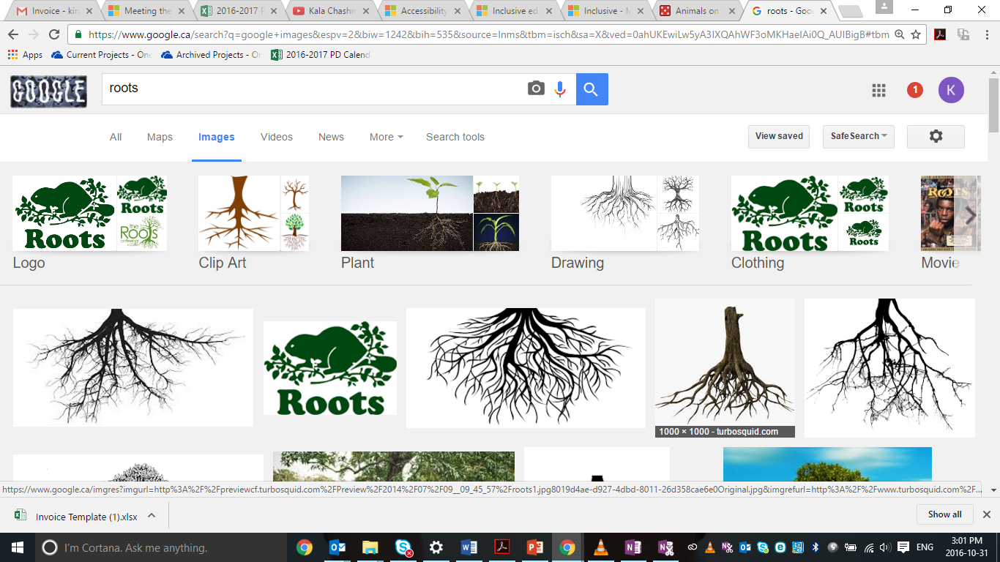 Invoice - kir
Meeting the
2016-2017 P
Kala Chashm
Accessibility
Inclusive edu
Inclusive - M
Animals on
roots - Goo
https://www.google.ca/search?q=google+images&espv=2&biw=1242&bih=535&source=lnms&tbm=isch&sa=X&ved=0ahUKEwiLw5yA3IXQAhWF3oMKHaeIAi0Q_AUIBigB#tbm
Apps
Current Projects - One
Archived Projects - On
2016-2017 PD Calend
GOOGLE
roots
1
K
All
Maps
Images
Videos
News
More
Search tools
View saved
SafeSearch
Roots
Roots
the
Roots
Roots
Roots
Roots
ROOTS
Logo
Clip Art
Plant
Drawing
Clothing
Movie
Roots
1000 × 1000 - turbosquid.com
https://www.google.ca/imgres?imgurl=http%3A%2F%2Fpreviewcf.turbosquid.com%2FPreview%2F2014%2F07%2F09__09_45_57%2Froots1.jpg8019d4ae-d927-4dbd-8011-26d358cae6e0Original.jpg&imgrefurl=http%3A%2F%2Fwww.turbosquid.com%2F...
Invoice Template (1).xlsx
Show all
I'm Cortana. Ask me anything.
ENG
3:01 PM
2016-10-31